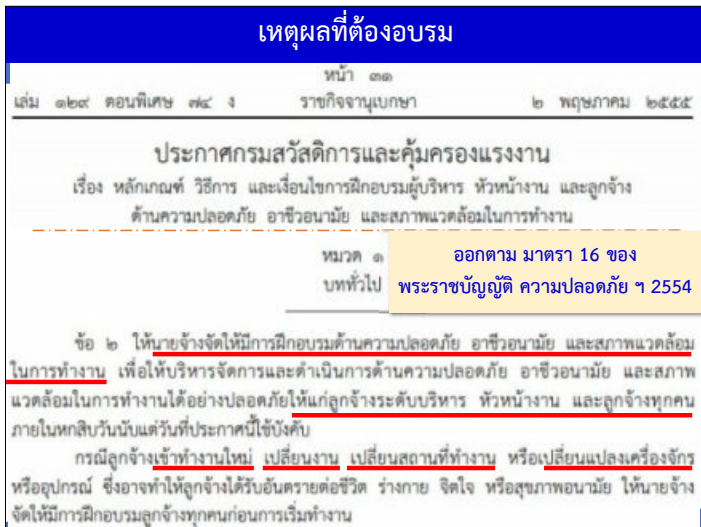 เหตุผลที่ต้องอบรม
หน้า ๓๑
เล่ม ๑๒๙ ตอนพิเศษ ๗๔ ง ราชกิจจานุเบกษา ๒ พฤษภาคม ๒๕๕๕
ประกาศกรมสวัสดิการและคุ้มครองแรงงาน
เรื่อง หลักเกณฑ์ วิธีการ และเงื่อนไขการฝึกอบรมผู้บริหาร หัวหน้างาน และลูกจ้าง
ด้านความปลอดภัย อาชีวอนามัย และสภาพแวดล้อมในการทำงาน
หมวด ๑
บททั่วไป
ออกตาม มาตรา 16 ของ
พระราชบัญญัติ ความปลอดภัย ฯ 2554
ข้อ ๒ ให้นายจ้างจัดให้มีการฝึกอบรมด้านความปลอดภัย อาชีวอนามัย และสภาพแวดล้อม
ในการทำงาน เพื่อให้บริหารจัดการและดำเนินการด้านความปลอดภัย อาชีวอนามัย และสภาพ
แวดล้อมในการทำงานได้อย่างปลอดภัยให้แก่ลูกจ้างระดับบริหาร หัวหน้างาน และลูกจ้างทุกคน
ภายในหกสิบวันนับแต่วันที่ประกาศนี้ใช้บังคับ
กรณีลูกจ้างเข้าทำงานใหม่ เปลี่ยนงาน เปลี่ยนสถานที่ทำงาน หรือเปลี่ยนแปลงเครื่องจักร
หรืออุปกรณ์ ซึ่งอาจทำให้ลูกจ้างได้รับอันตรายต่อชีวิต ร่างกาย จิตใจ หรือสุขภาพอนามัย ให้นายจ้าง
จัดให้มีการฝึกอบรมลูกจ้างทุกคนก่อนการเริ่มทำงาน